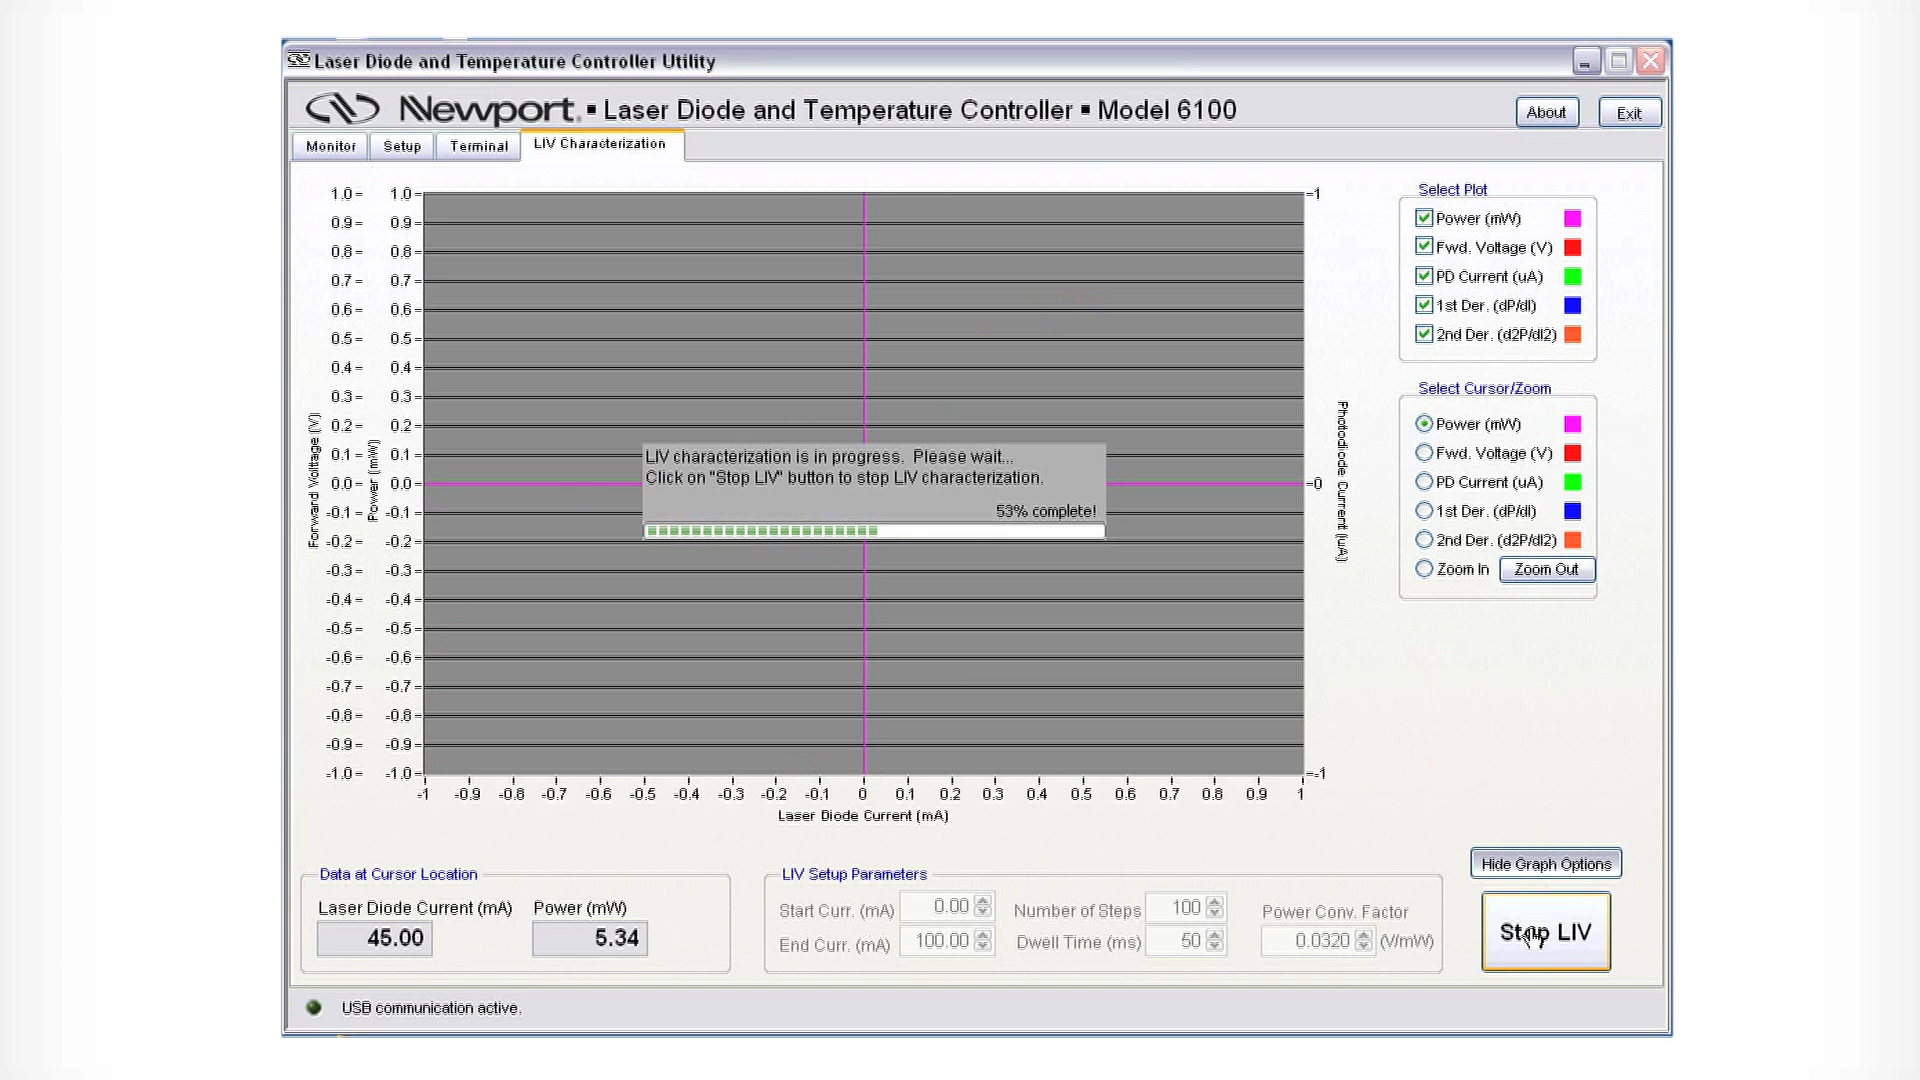 Laser Diode and Temperature Controller Utility
Newport. ▪ Laser Diode and Temperature Controller ▪ Model 6100
About
Exit
Monitor
Setup
Terminal
LIV Characterization
Forward Voltage (V)
1.0
0.9
0.8
0.7
0.6
0.5
0.4
0.3
0.2
0.1
0.0
-0.1
-0.2
-0.3
-0.4
-0.5
-0.6
-0.7
-0.8
-0.9
-1.0
Power (mW)
1.0
0.9
0.8
0.7
0.6
0.5
0.4
0.3
0.2
0.1
0.0
-0.1
-0.2
-0.3
-0.4
-0.5
-0.6
-0.7
-0.8
-0.9
-1.0
LIV characterization is in progress. Please wait...
Click on "Stop LIV" button to stop LIV characterization.
53% complete!
1
0
-1
Photodiode Current (uA)
-1 -0.9 -0.8 -0.7 -0.6 -0.5 -0.4 -0.3 -0.2 -0.1 0 0.1 0.2 0.3 0.4 0.5 0.6 0.7 0.8 0.9 1
Laser Diode Current (mA)
Select Plot
Power (mW)
Fwd. Voltage (V)
PD Current (uA)
1st Der. (dP/dI)
2nd Der. (d2P/dI2)
Select Cursor/Zoom
Power (mW)
Fwd. Voltage (V)
PD Current (uA)
1st Der. (dP/dI)
2nd Der. (d2P/dI2)
Zoom In
Zoom Out
Hide Graph Options
Data at Cursor Location
Laser Diode Current (mA) Power (mW)
45.00 5.34
LIV Setup Parameters
Start Curr. (mA) 0.00
End Curr. (mA) 100.00
Number of Steps 100
Dwell Time (ms) 50
Power Conv. Factor
0.0320 (V/mW)
Stop LIV
USB communication active.